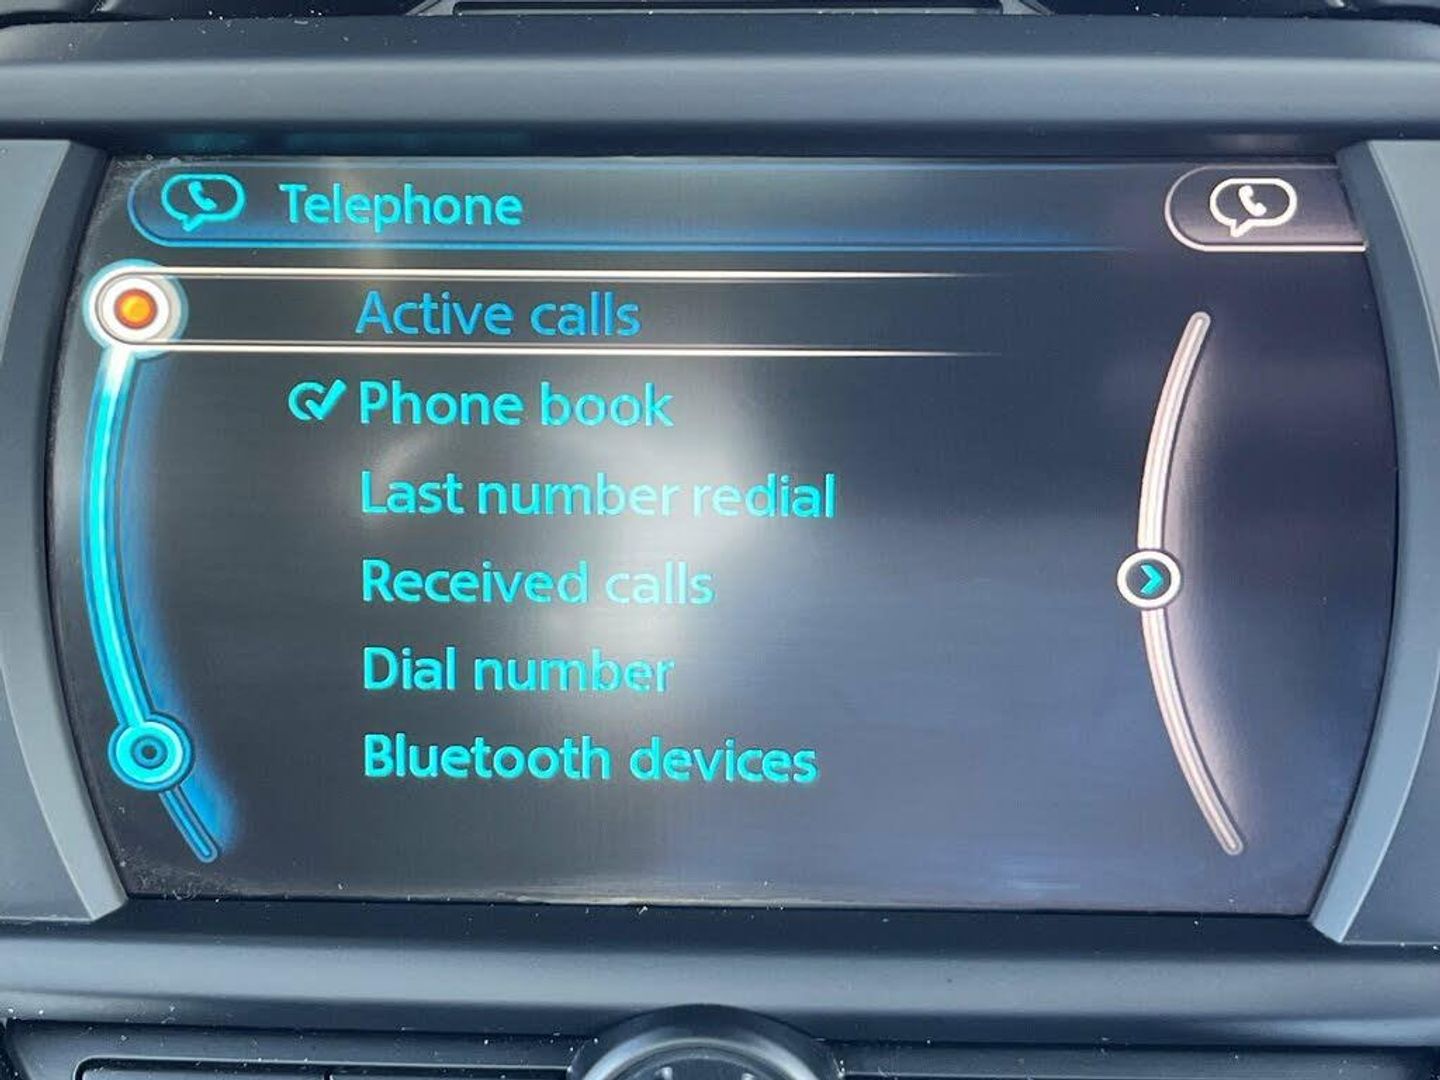 Telephone
Active calls
Phone book
Last number redial
Received calls
Dial number
Bluetooth devices